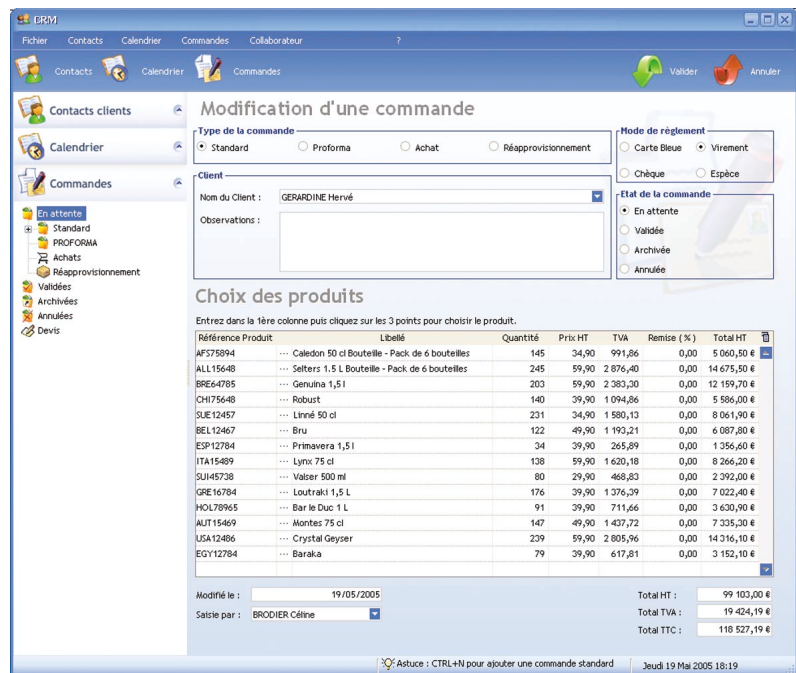 CRM
Fichier Contacts Calendrier Commandes Collaborateur ?
Contacts Calendrier Commandes Valider Annuler
Contacts clients
Calendrier
Commandes
En attente
Standard
PROFORMA
Achats
Réapprovisionnement
Validées
Archivées
Annulées
Devis
Modification d'une commande
Type de la commande
Standard Proforma Achat Réapprovisionnement
Mode de règlement
Carte Bleue Virement
Chèque Espèce
Client
Nom du Client : GERARDINE Hervé
Observations :
Etat de la commande
En attente
Validée
Archivée
Annulée
Choix des produits
Entrez dans la 1ère colonne puis cliquez sur les 3 points pour choisir le produit.
Référence Produit Libellé Quantité Prix HT TVA Remise ( % ) Total HT
AFS75894 ... Caledon 50 cl Bouteille - Pack de 6 bouteilles 145 34,90 991,86 0,00 5 060,50 €
ALL15648 ... Selters 1.5 L Bouteille - Pack de 6 bouteilles 245 59,90 2 876,40 0,00 14 675,50 €
BRE64785 ... Genuina 1,5 l 203 59,90 2 383,30 0,00 12 159,70 €
CHI75648 ... Robust 140 39,90 1 094,86 0,00 5 586,00 €
SUE12457 ... Linné 50 cl 231 34,90 1 580,13 0,00 8 061,90 €
BEL12467 ... Bru 122 49,90 1 193,21 0,00 6 087,80 €
ESP12784 ... Primavera 1,5 l 34 39,90 265,89 0,00 1 356,60 €
ITA15489 ... Lynx 75 cl 138 59,90 1 620,18 0,00 8 266,20 €
SUI45738 ... Valser 500 ml 80 29,90 468,83 0,00 2 392,00 €
GRE16784 ... Loutraki 1,5 L 176 39,90 1 376,39 0,00 7 022,40 €
HOL78965 ... Bar le Duc 1 L 91 39,90 711,66 0,00 3 630,90 €
AUT15469 ... Montes 75 cl 147 49,90 1 437,72 0,00 7 335,30 €
USA12486 ... Crystal Geyser 239 59,90 2 805,96 0,00 14 316,10 €
EGY12784 ... Baraka 79 39,90 617,81 0,00 3 152,10 €
Modifié le : 19/05/2005
Saisie par : BRODIER Céline
Total HT : 99 103,00 €
Total TVA : 19 424,19 €
Total TTC : 118 527,19 €
Astuce : CTRL+N pour ajouter une commande standard Jeudi 19 Mai 2005 18:19